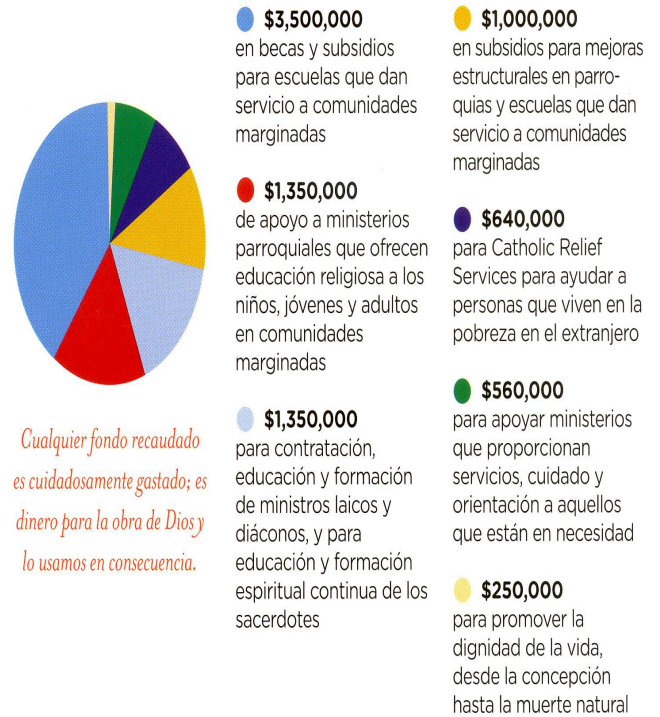 $3,500,000
en becas y subsidios
para escuelas que dan
servicio a comunidades
marginadas
$1,350,000
de apoyo a ministerios
parroquiales que ofrecen
educación religiosa a los
niños, jóvenes y adultos
en comunidades
marginadas
$1,350,000
para contratación,
educación y formación
de ministros laicos y
diáconos, y para
educación y formación
espiritual continua de los
sacerdotes
$1,000,000
en subsidios para mejoras
estructurales en parro-
quias y escuelas que dan
servicio a comunidades
marginadas
$640,000
para Catholic Relief
Services para ayudar a
personas que viven en la
pobreza en el extranjero
$560,000
para apoyar ministerios
que proporcionan
servicios, cuidado y
orientación a aquellos
que están en necesidad
$250,000
para promover la
dignidad de la vida,
desde la concepción
hasta la muerte natural
Cualquier fondo recaudado
es cuidadosamente gastado; es
dinero para la obra de Dios y
lo usamos en consecuencia.